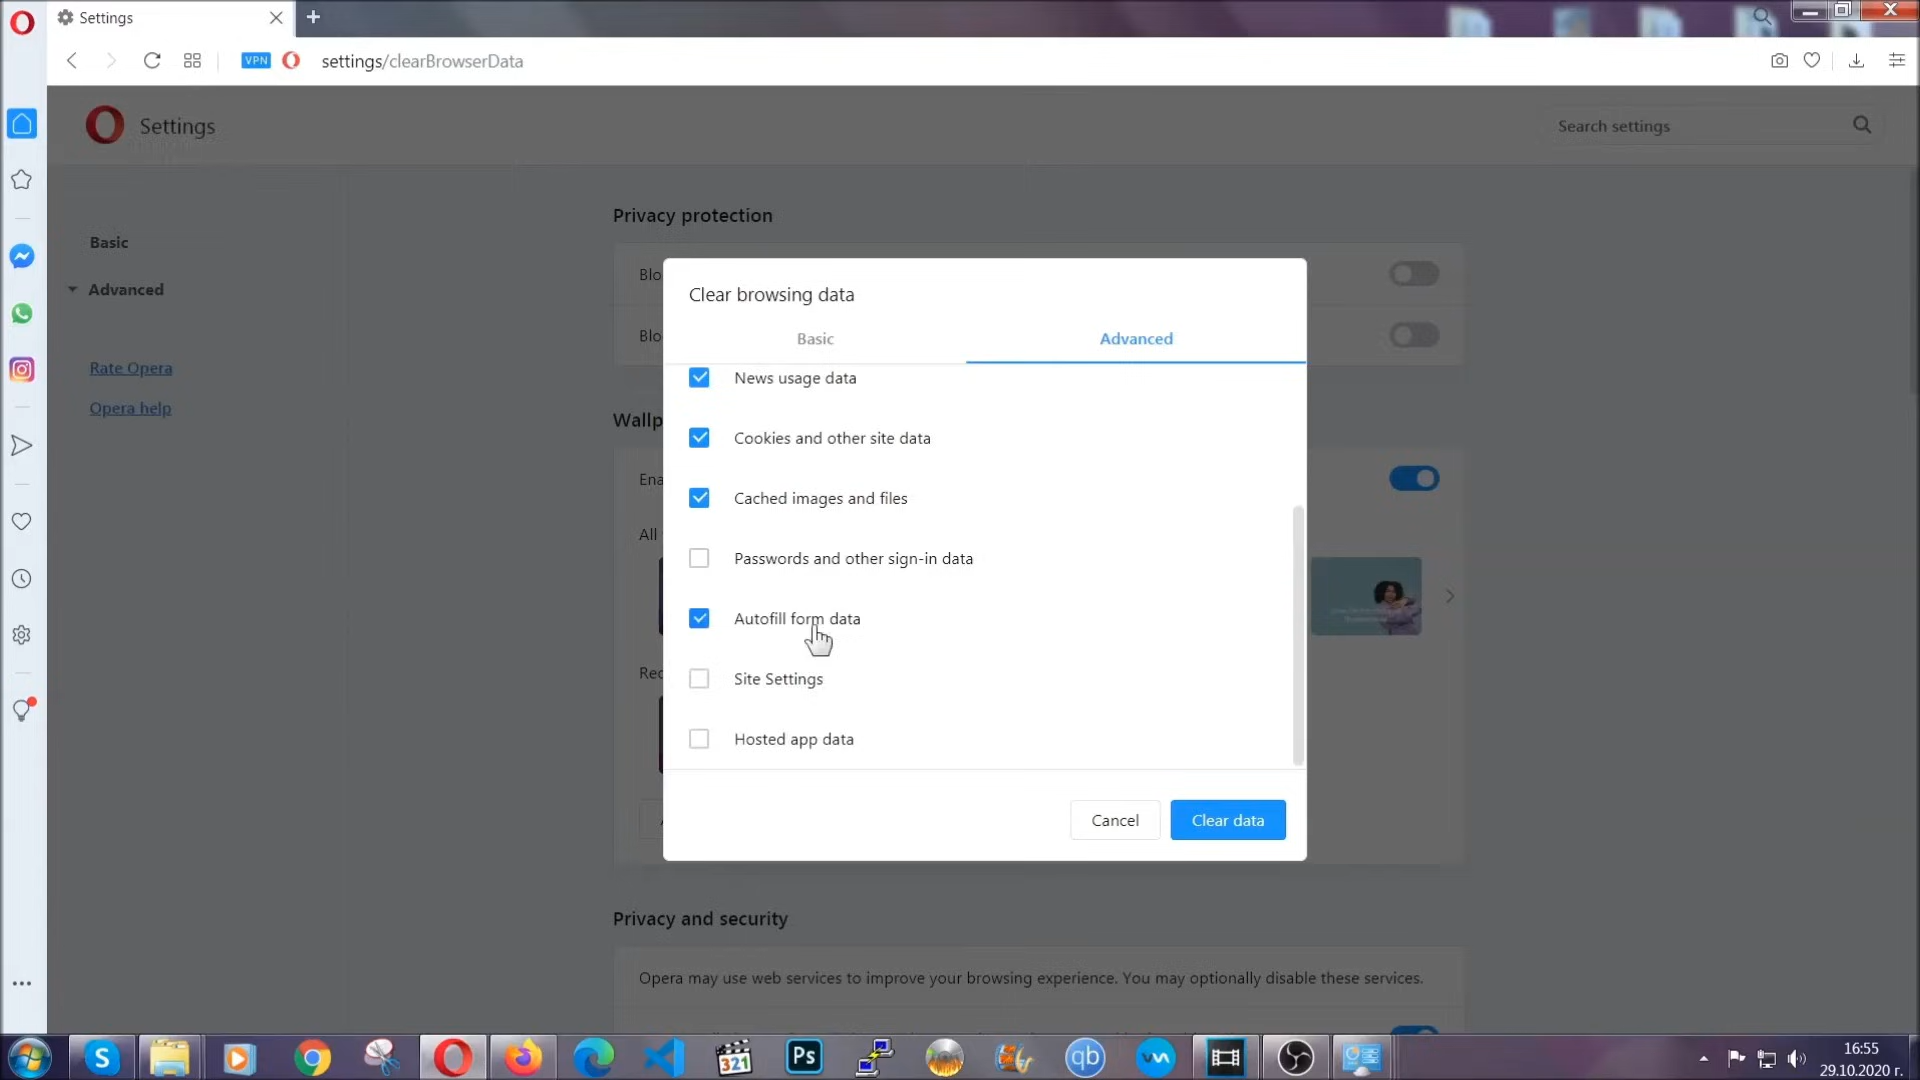 Settings
VPN
settings/clearBrowserData
Settings
Search settings
Basic
Advanced
Rate Opera
Opera help
Privacy protection
Blo
Blo
Wallp
Ena
All
Rec
Clear browsing data
Basic
Advanced
News usage data
Cookies and other site data
Cached images and files
Passwords and other sign-in data
Autofill form data
Site Settings
Hosted app data
Cancel
Clear data
Privacy and security
Opera may use web services to improve your browsing experience. You may optionally disable these services.
S
321
Ps
qb
16:55
29.10.2020 г.